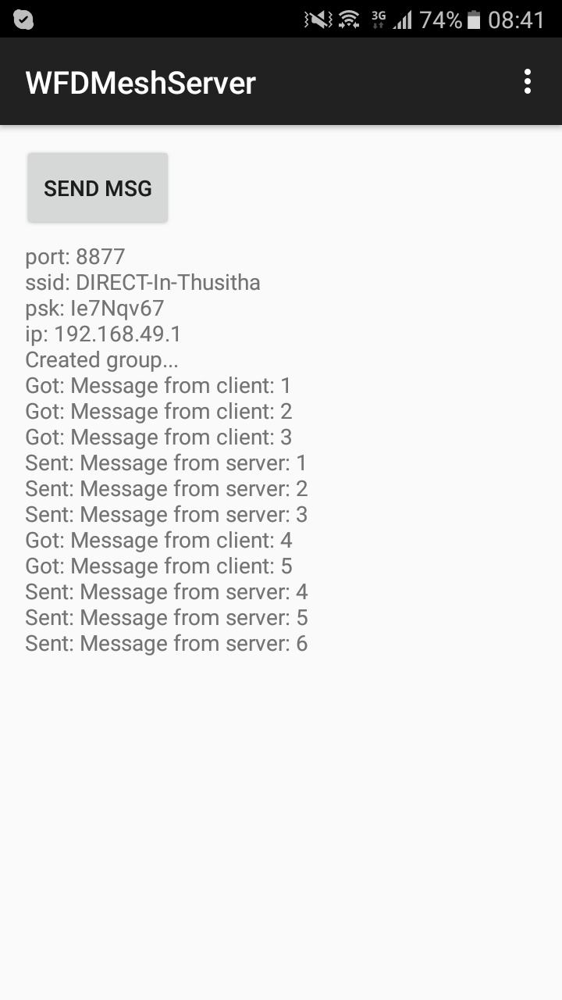 3G 74% 08:41
WFDMeshServer
SEND MSG
port: 8877
ssid: DIRECT-In-Thusitha
psk: Ie7Nqv67
ip: 192.168.49.1
Created group...
Got: Message from client: 1
Got: Message from client: 2
Got: Message from client: 3
Sent: Message from server: 1
Sent: Message from server: 2
Sent: Message from server: 3
Got: Message from client: 4
Got: Message from client: 5
Sent: Message from server: 4
Sent: Message from server: 5
Sent: Message from server: 6